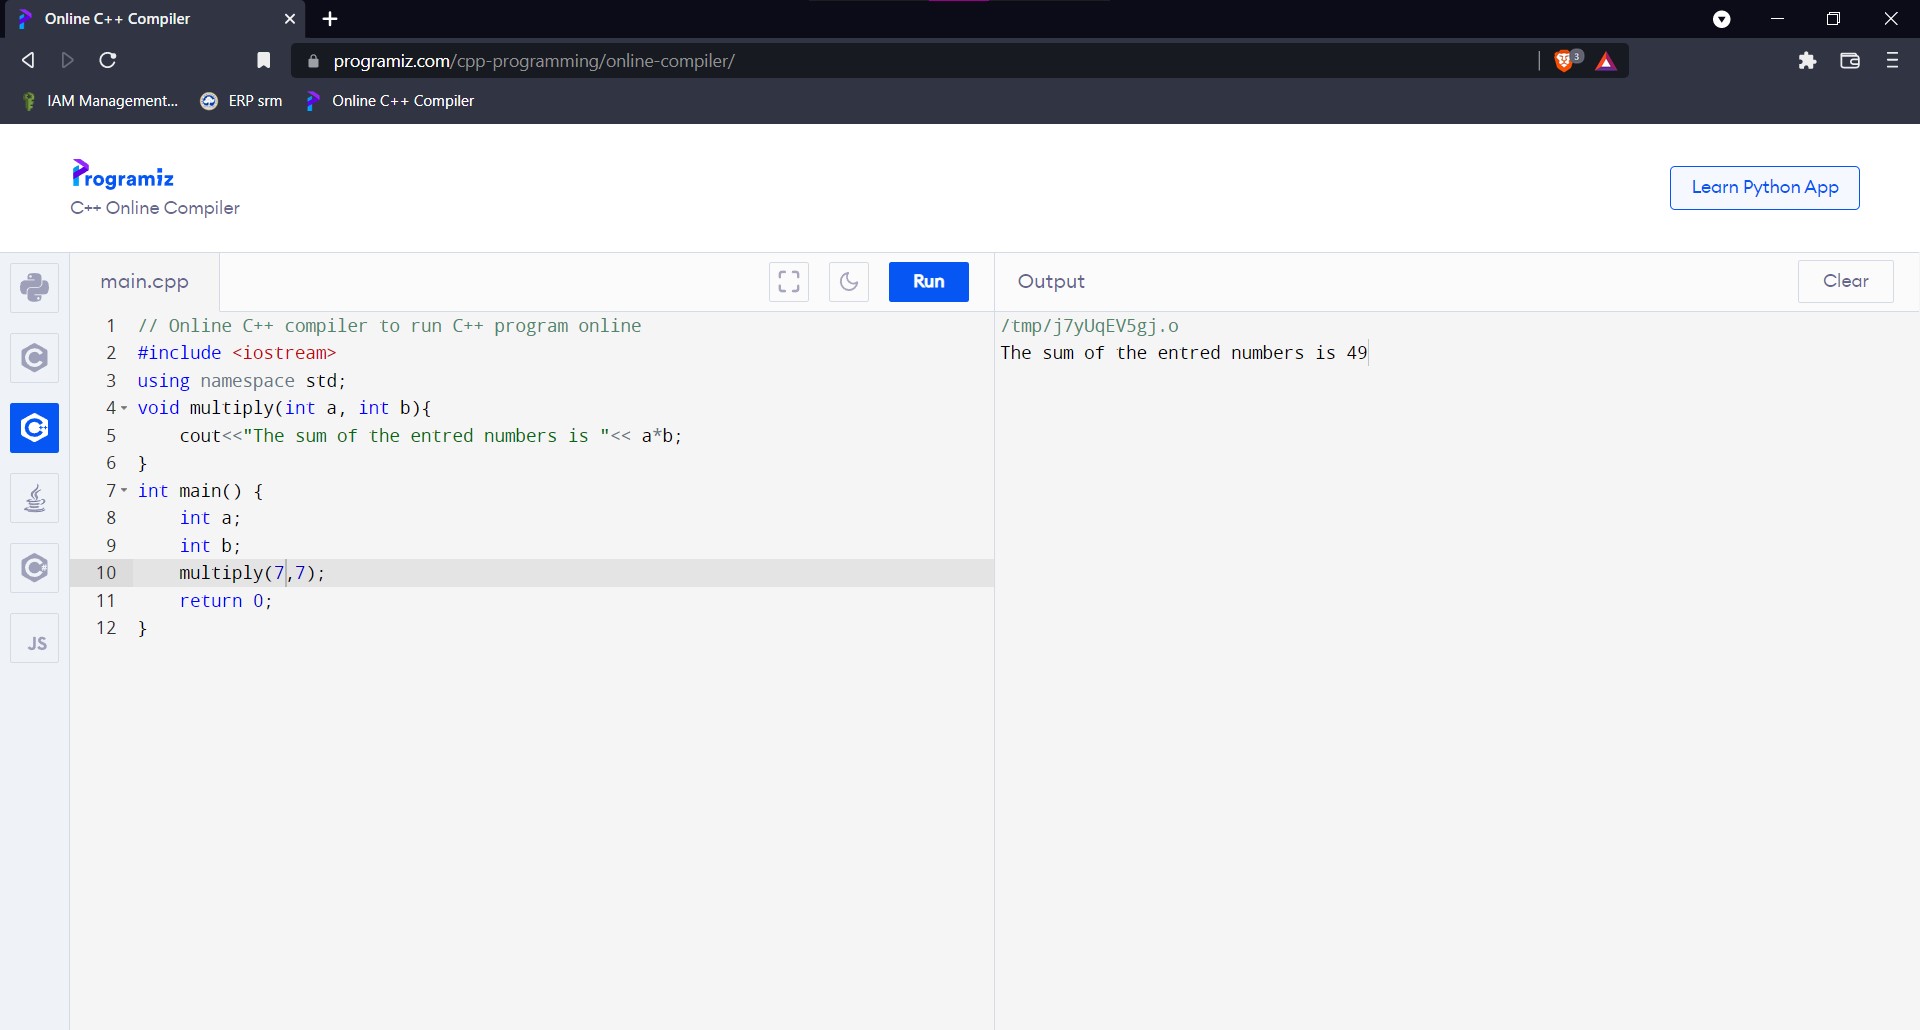 Online C++ Compiler
programiz.com/cpp-programming/online-compiler/
3
IAM Management...
ERP srm
Online C++ Compiler
Programiz
C++ Online Compiler
Learn Python App
main.cpp
Run
Output
Clear
1 // Online C++ compiler to run C++ program online
2 #include <iostream>
3 using namespace std;
4 void multiply(int a, int b){
5     cout<<"The sum of the entred numbers is "<< a*b;
6 }
7 int main() {
8     int a;
9     int b;
10     multiply(7,7);
11     return 0;
12 }
/tmp/j7yUqEV5gj.o
The sum of the entred numbers is 49
C
C++
C#
JS